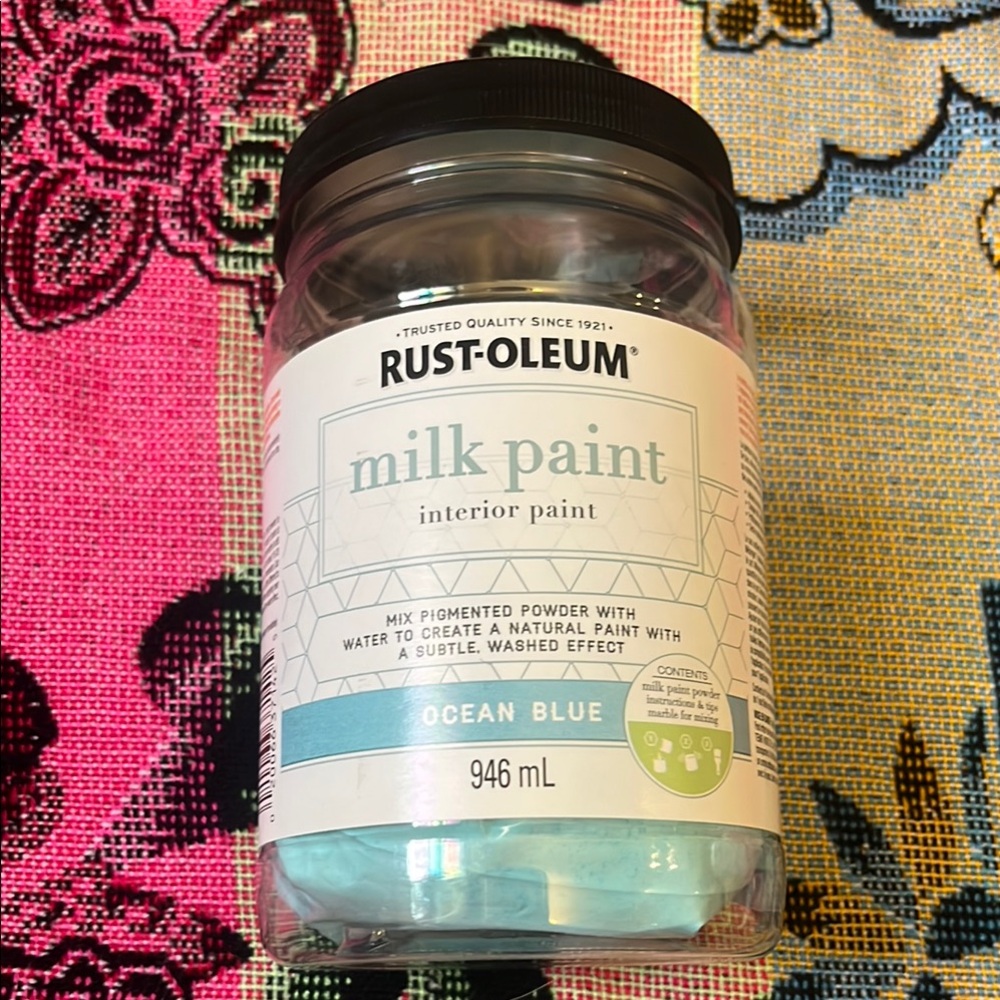 • TRUSTED QUALITY SINCE 1921 •
RUST-OLEUM®
milk paint
interior paint
MIX PIGMENTED POWDER WITH
WATER TO CREATE A NATURAL PAINT WITH
A SUBTLE, WASHED EFFECT
CONTENTS
milk paint powder
instructions & tips
marble for mixing
OCEAN BLUE
946 mL